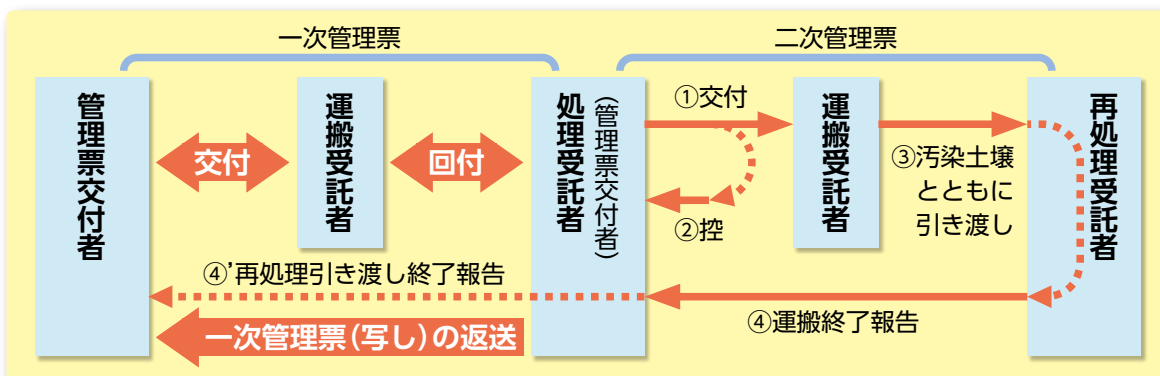 一次管理票
二次管理票
管理票交付者
交付
運搬受託者
回付
処理受託者
(管理票交付者)
①交付
②控
運搬受託者
③汚染土壌
とともに
引き渡し
再処理受託者
④'再処理引き渡し終了報告
④運搬終了報告
一次管理票(写し)の返送